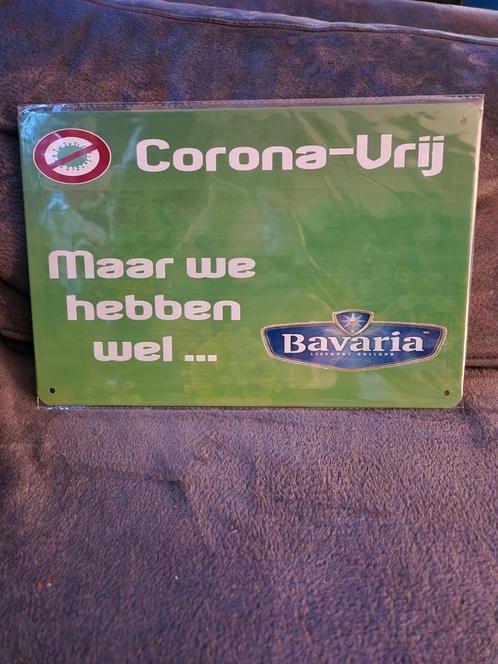 Corona-Vrij
Maar we
hebben
wel ...
Bavaria